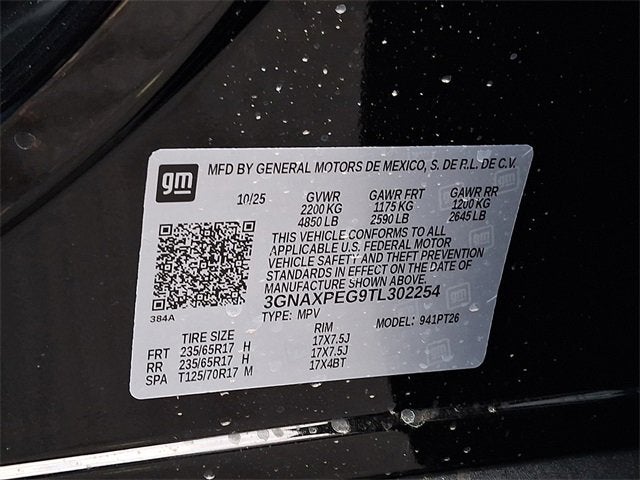 gm
MFD BY GENERAL MOTORS DE MEXICO, S. DE R.L. DE C.V.
10/25 GVWR GAWR FRT GAWR RR
2200 KG 1175 KG 1200 KG
4850 LB 2590 LB 2645 LB
THIS VEHICLE CONFORMS TO ALL
APPLICABLE U.S. FEDERAL MOTOR
VEHICLE SAFETY AND THEFT PREVENTION
STANDARDS IN EFFECT ON THE DATE OF
MANUFACTURE SHOWN ABOVE.
3GNAXPEG9TL302254
384A
TYPE: MPV MODEL: 941PT26
TIRE SIZE RIM
FRT 235/65R17 H 17X7.5J
RR 235/65R17 H 17X7.5J
SPA T125/70R17 M 17X4BT